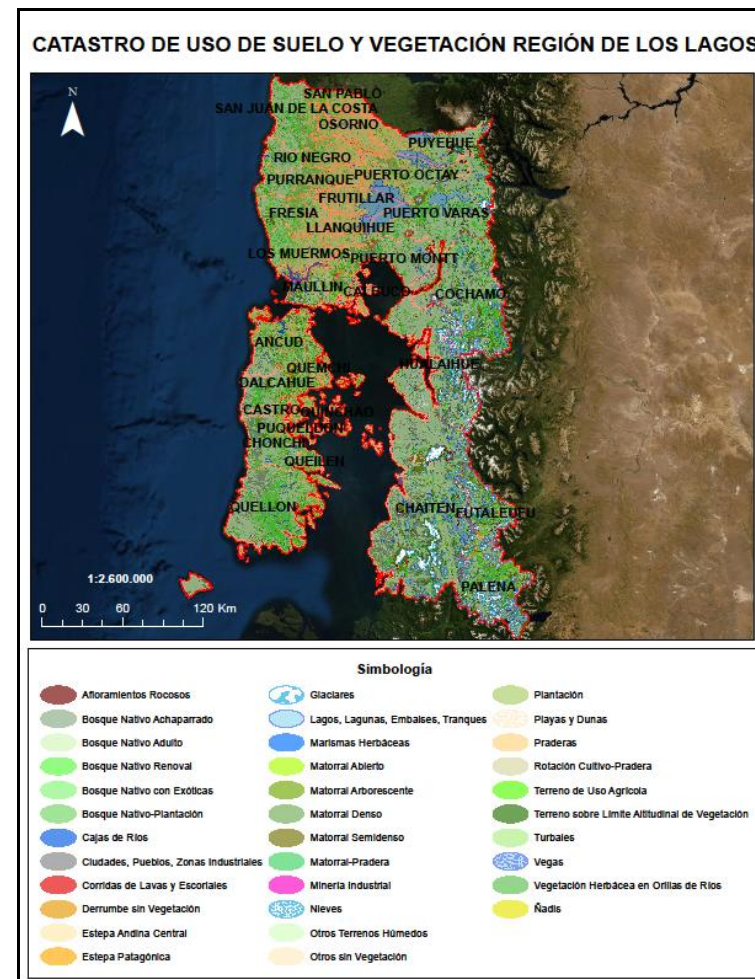 CATASTRO DE USO DE SUELO Y VEGETACIÓN REGIÓN DE LOS LAGOS
N
SAN PABLO
SAN JUAN DE LA COSTA
OSORNO
PUYEHUE
RIO NEGRO
PURRANQUE
PUERTO OCTAY
FRUTILLAR
FRESIA
PUERTO VARAS
LLANQUIHUE
LOS MUERMOS
PUERTO MONTT
MAULLIN
CALBUCO
COCHAMO
ANCUD
HUALAIHUE
QUEMCHI
DALCAHUE
CASTRO
QUINCHAO
PUQUELDON
CHONCHI
QUEILEN
QUELLON
CHAITEN
FUTALEUFU
PALENA
1:2.600.000
0 30 60 120 Km
Simbología
Afloramientos Rocosos
Bosque Nativo Achaparrado
Bosque Nativo Adulto
Bosque Nativo Renoval
Bosque Nativo con Exóticas
Bosque Nativo-Plantación
Cajas de Ríos
Ciudades, Pueblos, Zonas Industriales
Corridas de Lavas y Escoriales
Derrumbe sin Vegetación
Estepa Andina Central
Estepa Patagónica
Glaciares
Lagos, Lagunas, Embalses, Tranques
Marismas Herbáceas
Matorral Abierto
Matorral Arborescente
Matorral Denso
Matorral Semidenso
Matorral-Pradera
Minería Industrial
Nieves
Otros Terrenos Húmedos
Otros sin Vegetación
Plantación
Playas y Dunas
Praderas
Rotación Cultivo-Pradera
Terreno de Uso Agrícola
Terreno sobre Limite Altitudinal de Vegetación
Turbales
Vegas
Vegetación Herbácea en Orillas de Ríos
Ñadis